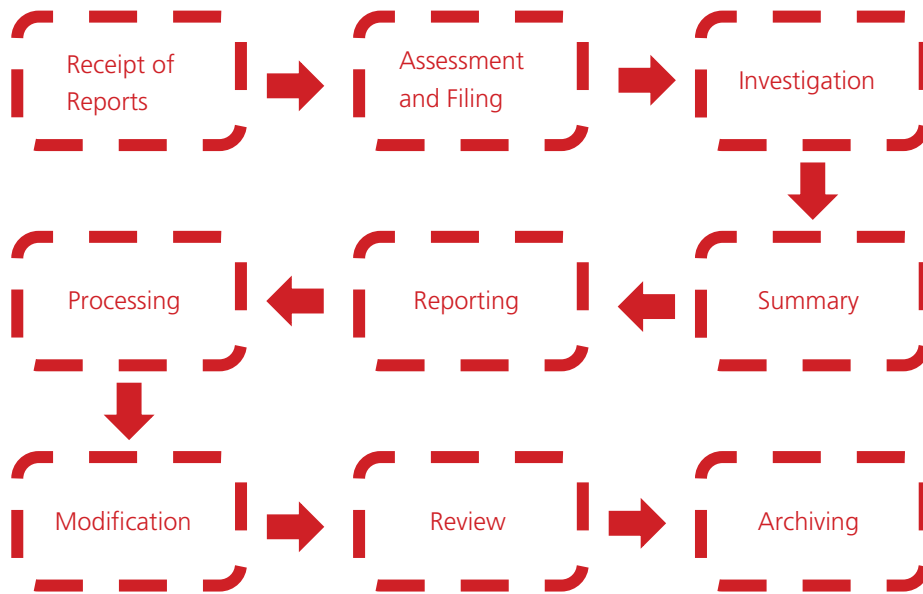 Receipt of
Reports
Assessment
and Filing
Investigation
Summary
Reporting
Processing
Modification
Review
Archiving